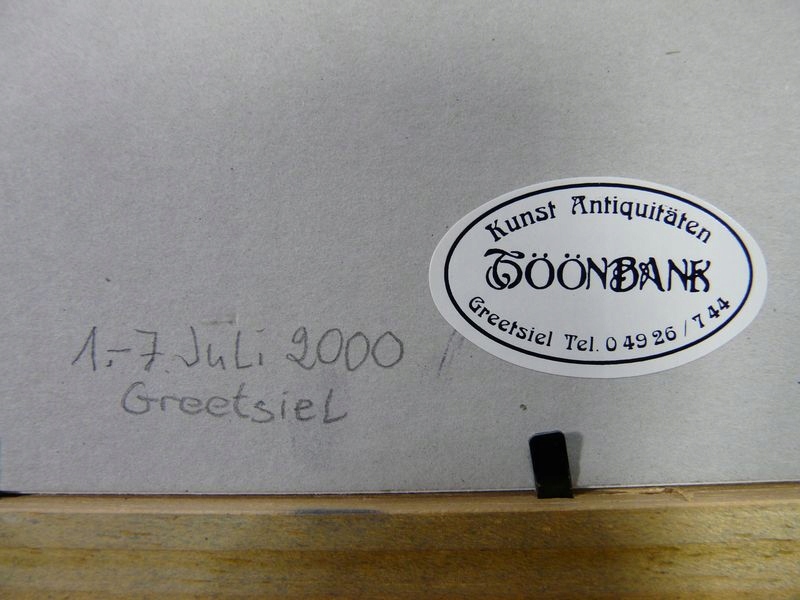 Kunst Antiquitäten
TÖÖNBANK
Greetsiel Tel. 0 49 26 / 7 44
1.-7. Juli 2000
Greetsiel